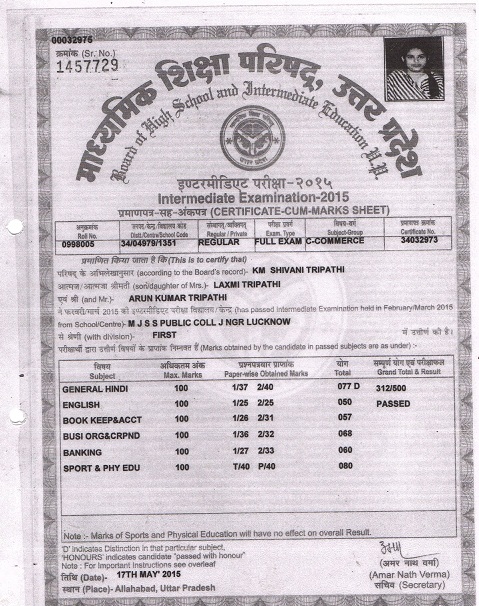 00032976
क्रमांक (Sr. No.)
1457729
माध्यमिक शिक्षा परिषद, उत्तर प्रदेश
Board of High School and Intermediate Education U.P.
इण्टरमीडिएट परीक्षा-२०१५
Intermediate Examination-2015
प्रमाणपत्र-सह-अंकपत्र (CERTIFICATE-CUM-MARKS SHEET)
अनुक्रमांक जनपद/केन्द्र/विद्यालय कोड संस्थागत/व्यक्तिगत परीक्षा प्रकार विषय-वर्ग प्रमाणपत्र क्रमांक
Roll No. Dist./Centre/School Code Regular / Private Exam. Type Subject-Group Certificate No.
0998005 34/04979/1351 REGULAR FULL EXAM C-COMMERCE 34032973
प्रमाणित किया जाता है कि (This is to certify that)
परिषद के अभिलेखानुसार (according to the Board's record)- KM SHIVANI TRIPATHI
आत्मज/आत्मजा श्रीमती (son/daughter of Mrs.)- LAXMI TRIPATHI
एवं श्री (and Mr.)- ARUN KUMAR TRIPATHI
ने फरवरी/मार्च 2015 की इण्टरमीडिएट परीक्षा विद्यालय/केन्द्र (has passed Intermediate Examination held in February/March 2015
from School/Centre)- M J S S PUBLIC COLL J NGR LUCKNOW
से श्रेणी (with division)- FIRST में उत्तीर्ण की है।
परीक्षार्थी द्वारा उत्तीर्ण विषयों के प्राप्तांक निम्नवत हैं (Marks obtained by the candidate in passed subjects are as under) :-
विषय अधिकतम अंक प्रश्नपत्रवार प्राप्तांक योग सम्पूर्ण योग एवं परीक्षाफल
Subject Max. Marks Paper-wise Obtained Marks Total Grand Total & Result
GENERAL HINDI 100 1/37 2/40 077 D 312/500
ENGLISH 100 1/25 2/25 050 PASSED
BOOK KEEP&ACCT 100 1/26 2/31 057
BUSI ORG&CRPND 100 1/36 2/32 068
BANKING 100 1/27 2/33 060
SPORT & PHY EDU 100 T/40 P/40 080
Note :- Marks of Sports and Physical Education will have no effect on overall Result.
'D' indicates Distinction in that particular subject.
'HONOURS' indicates candidate "passed with honour"
Note : For Important Instructions see overleaf
तिथि (Date)- 17TH MAY' 2015
स्थान (Place)- Allahabad, Uttar Pradesh
(अमर नाथ वर्मा)
(Amar Nath Verma)
सचिव (Secretary)